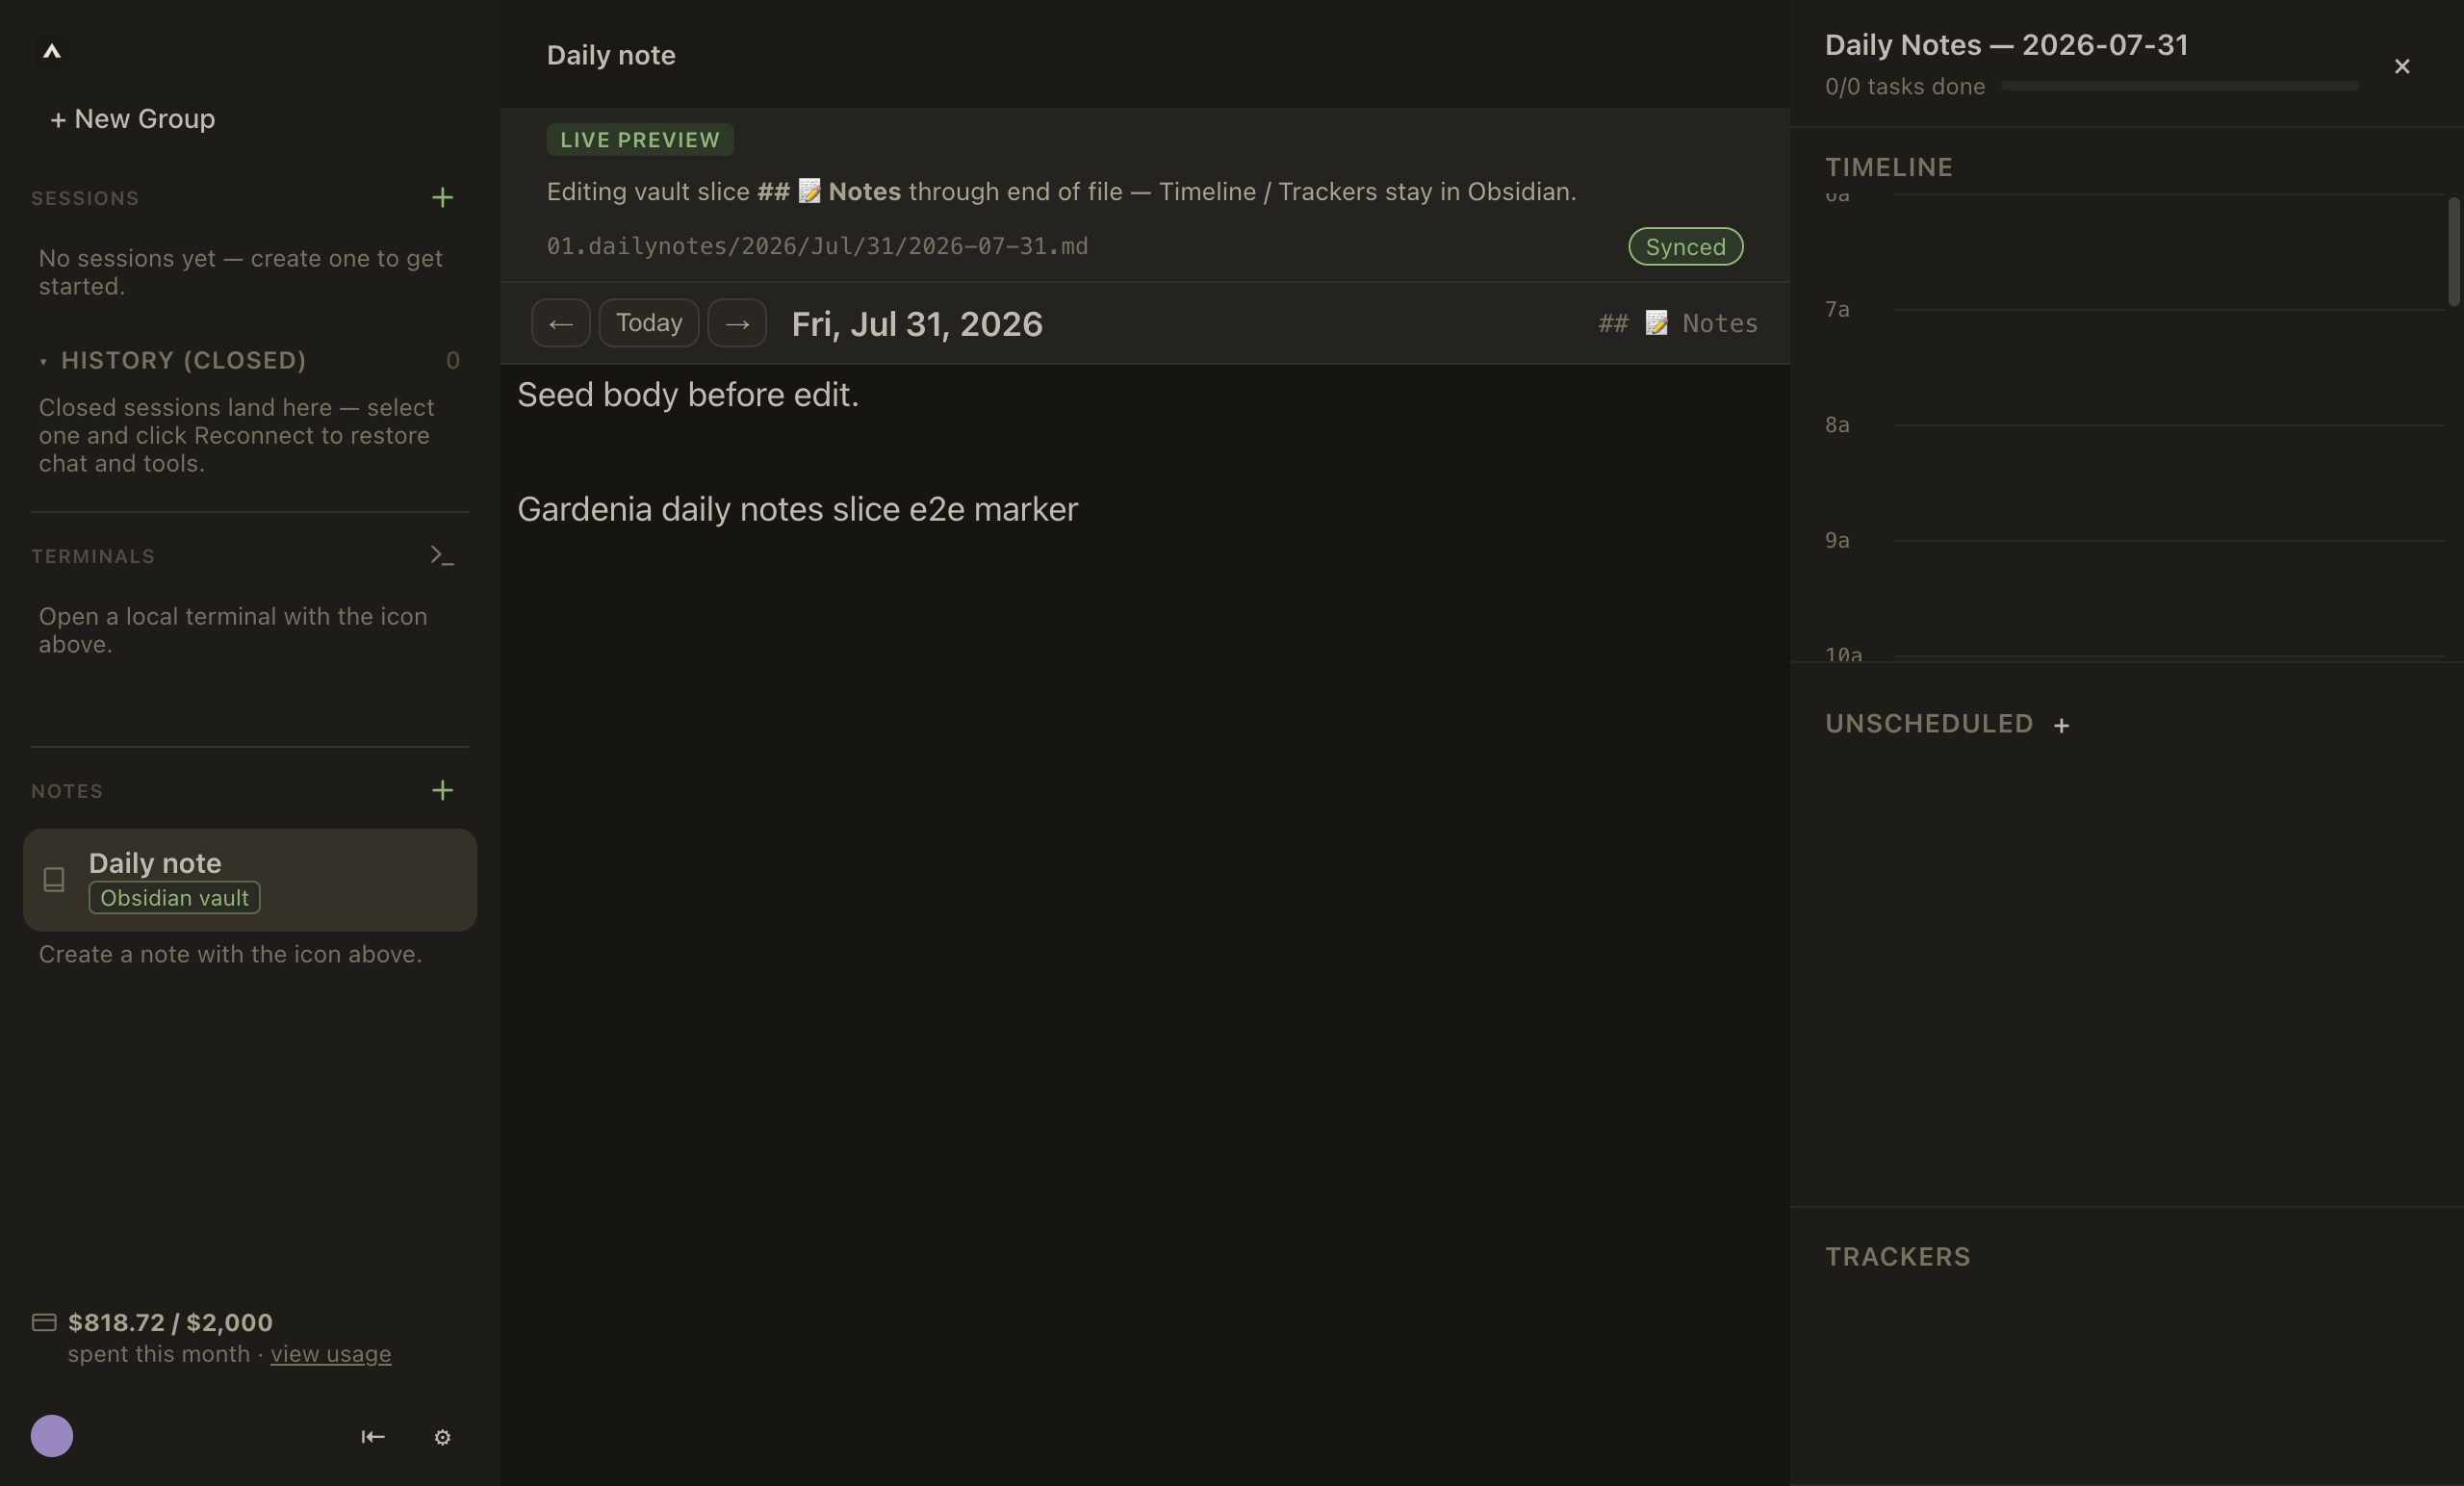 + New Group
SESSIONS
No sessions yet — create one to get
started.
▾ HISTORY (CLOSED) 0
Closed sessions land here — select
one and click Reconnect to restore
chat and tools.
TERMINALS
Open a local terminal with the icon
above.
NOTES
Daily note
Obsidian vault
Create a note with the icon above.
$818.72 / $2,000
spent this month · view usage
Daily note
LIVE PREVIEW
Editing vault slice ## 📝 Notes through end of file — Timeline / Trackers stay in Obsidian.
01.dailynotes/2026/Jul/31/2026-07-31.md Synced
← Today → Fri, Jul 31, 2026 ## 📝 Notes
Seed body before edit.
Gardenia daily notes slice e2e marker
Daily Notes — 2026-07-31 ×
0/0 tasks done
TIMELINE
6a
7a
8a
9a
10a
UNSCHEDULED +
TRACKERS